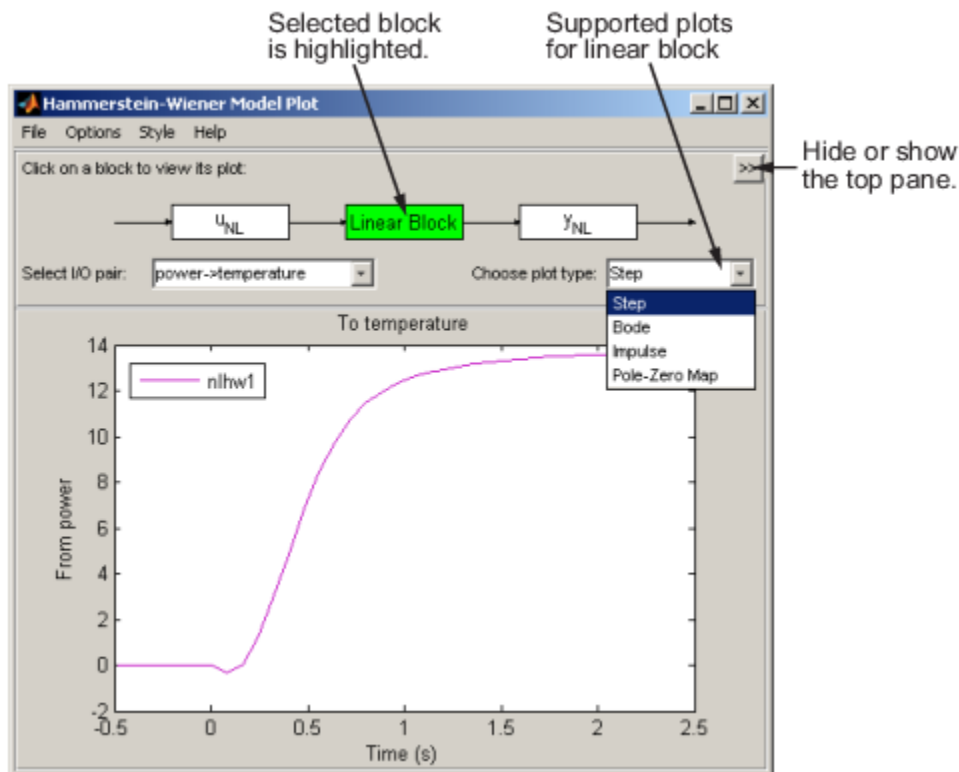 Selected block
is highlighted.
Supported plots
for linear block
Hammerstein-Wiener Model Plot
File Options Style Help
Click on a block to view its plot:
>>
Hide or show
the top pane.
uNL
Linear Block
yNL
Select I/O pair:
power->temperature
Choose plot type:
Step
Step
Bode
Impulse
Pole-Zero Map
To temperature
nlhw1
From power
14
12
10
8
6
4
2
0
-2
-0.5
0
0.5
1
1.5
2
2.5
Time (s)